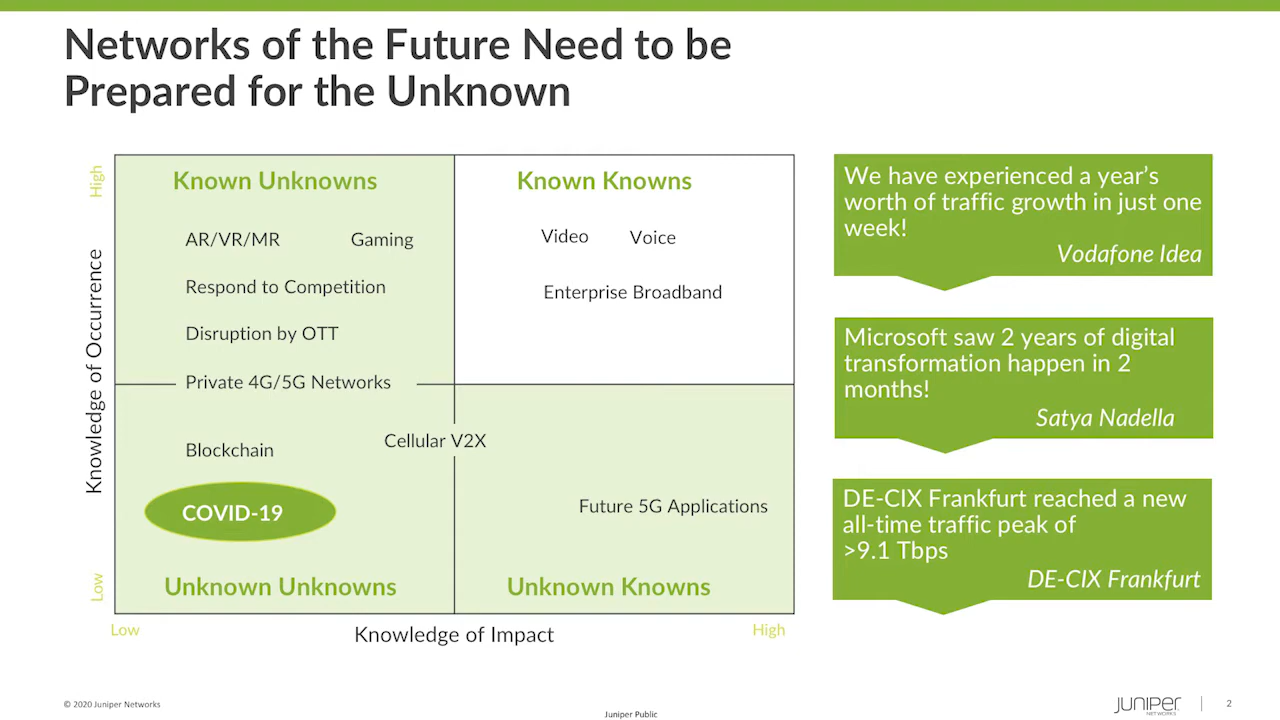 Networks of the Future Need to be
Prepared for the Unknown
High
Knowledge of Occurrence
Low
Known Unknowns
AR/VR/MR
Gaming
Respond to Competition
Disruption by OTT
Private 4G/5G Networks
Known Knowns
Video
Voice
Enterprise Broadband
Blockchain
Cellular V2X
COVID-19
Unknown Unknowns
Future 5G Applications
Unknown Knowns
Low
Knowledge of Impact
High
We have experienced a year's
worth of traffic growth in just one
week!
Vodafone Idea
Microsoft saw 2 years of digital
transformation happen in 2
months!
Satya Nadella
DE-CIX Frankfurt reached a new
all-time traffic peak of
>9.1 Tbps
DE-CIX Frankfurt
© 2020 Juniper Networks
Juniper Public
JUNIPER
NETWORKS
2